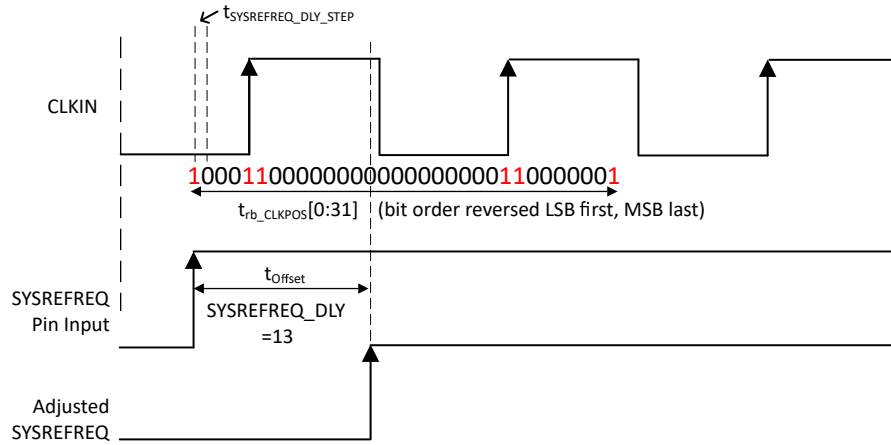 tSYSREFREQ_DLY_STEP
CLKIN
10001100000000000000000110000001
trb_CLKPOS[0:31] (bit order reversed LSB first, MSB last)
tOffset
SYSREFREQ
Pin Input
SYSREFREQ_DLY
=13
Adjusted
SYSREFREQ